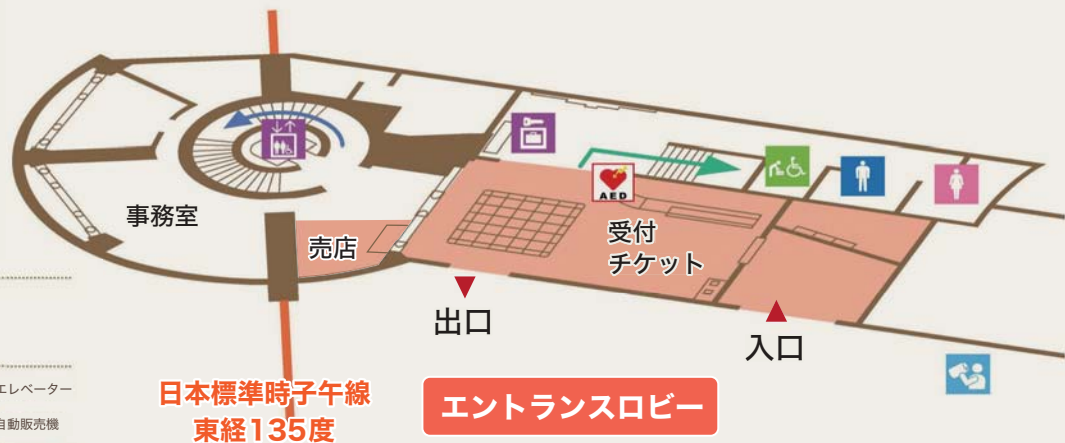 AED
事務室
売店
受付
チケット
出口
入口
エレベーター
自動販売機
日本標準時子午線
東経135度
エントランスロビー